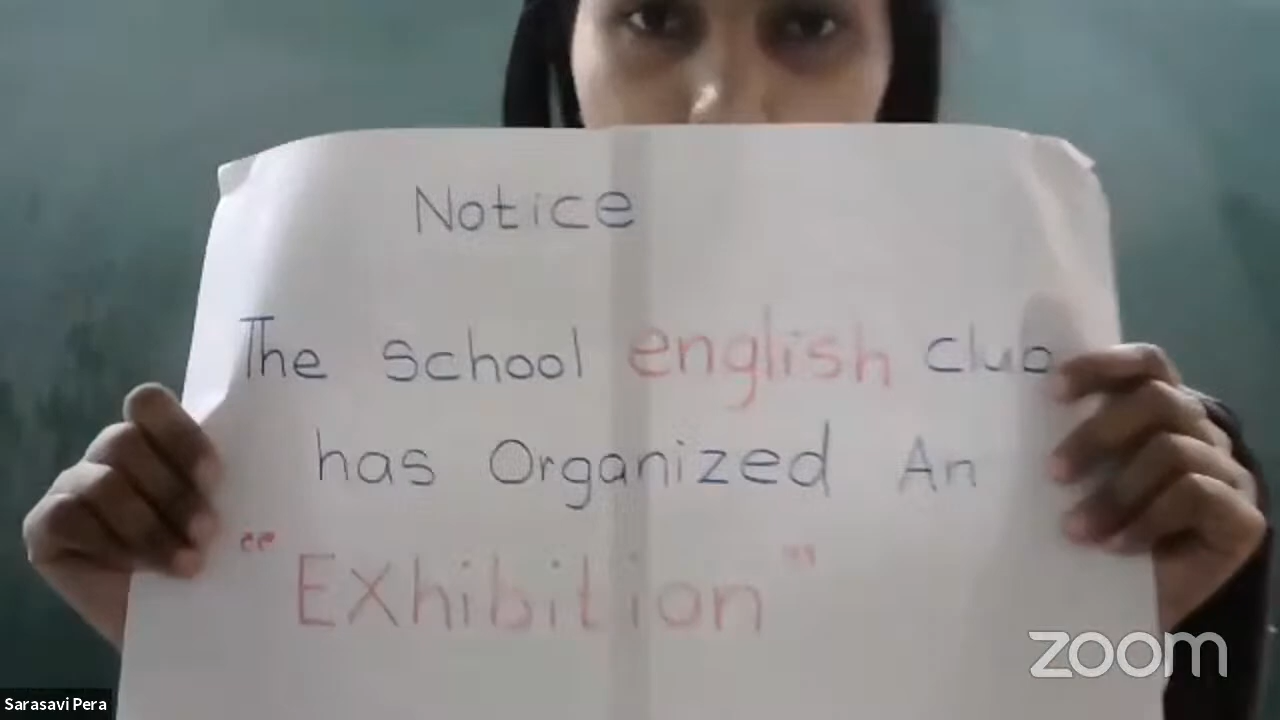 Notice
The School english club
has Organized An
"Exhibition"
zoom
Sarasavi Pera